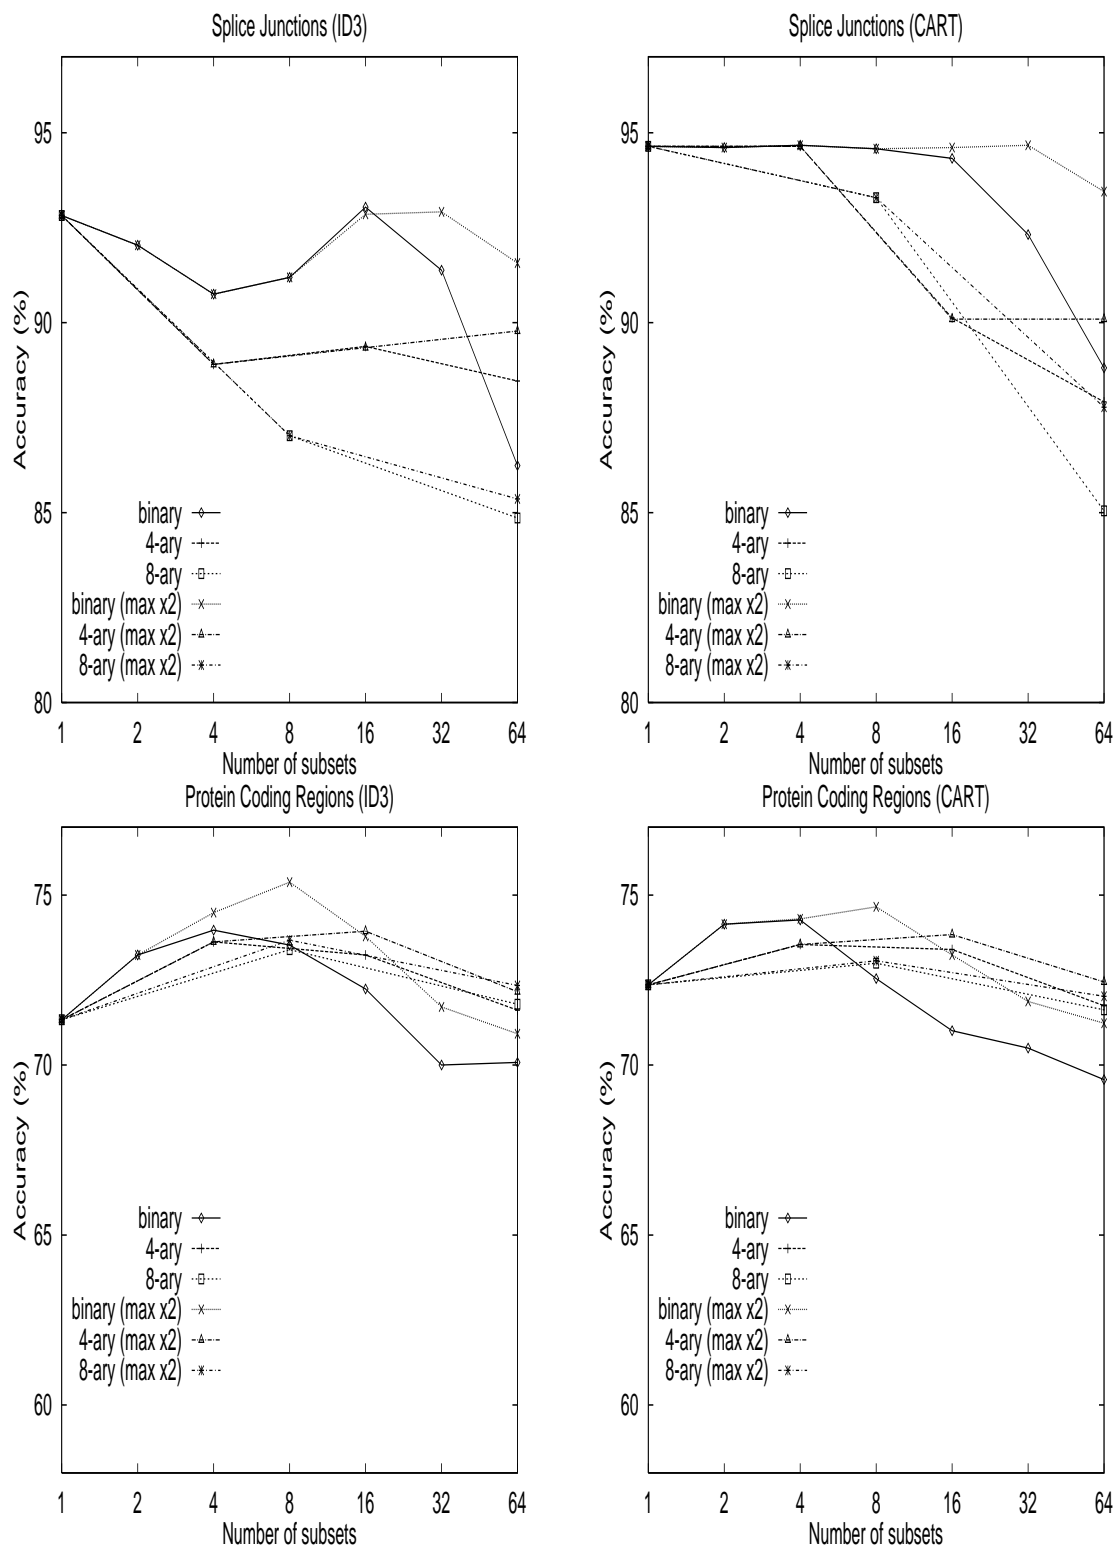 Splice Junctions (ID3)
95
90
85
80
Accuracy (%)
binary
4-ary
8-ary
binary (max x2)
4-ary (max x2)
8-ary (max x2)
1 2 4 8 16 32 64
Number of subsets
Splice Junctions (CART)
95
90
85
80
Accuracy (%)
binary
4-ary
8-ary
binary (max x2)
4-ary (max x2)
8-ary (max x2)
1 2 4 8 16 32 64
Number of subsets
Protein Coding Regions (ID3)
75
70
65
60
Accuracy (%)
binary
4-ary
8-ary
binary (max x2)
4-ary (max x2)
8-ary (max x2)
1 2 4 8 16 32 64
Number of subsets
Protein Coding Regions (CART)
75
70
65
60
Accuracy (%)
binary
4-ary
8-ary
binary (max x2)
4-ary (max x2)
8-ary (max x2)
1 2 4 8 16 32 64
Number of subsets